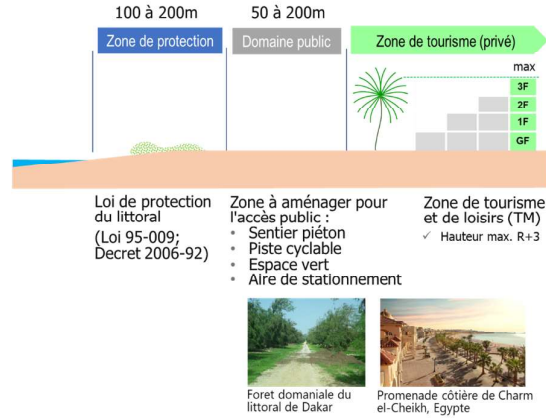 100 à 200m
50 à 200m
Zone de protection
Domaine public
Zone de tourisme (privé)
max
3F
2F
1F
GF
Loi de protection
du littoral
(Loi 95-009;
Decret 2006-92)
Zone à aménager pour
l'accès public :
• Sentier piéton
• Piste cyclable
• Espace vert
• Aire de stationnement
Zone de tourisme
et de loisirs (TM)
✓ Hauteur max. R+3
Foret domaniale du
littoral de Dakar
Promenade côtière de Charm
el-Cheikh, Egypte